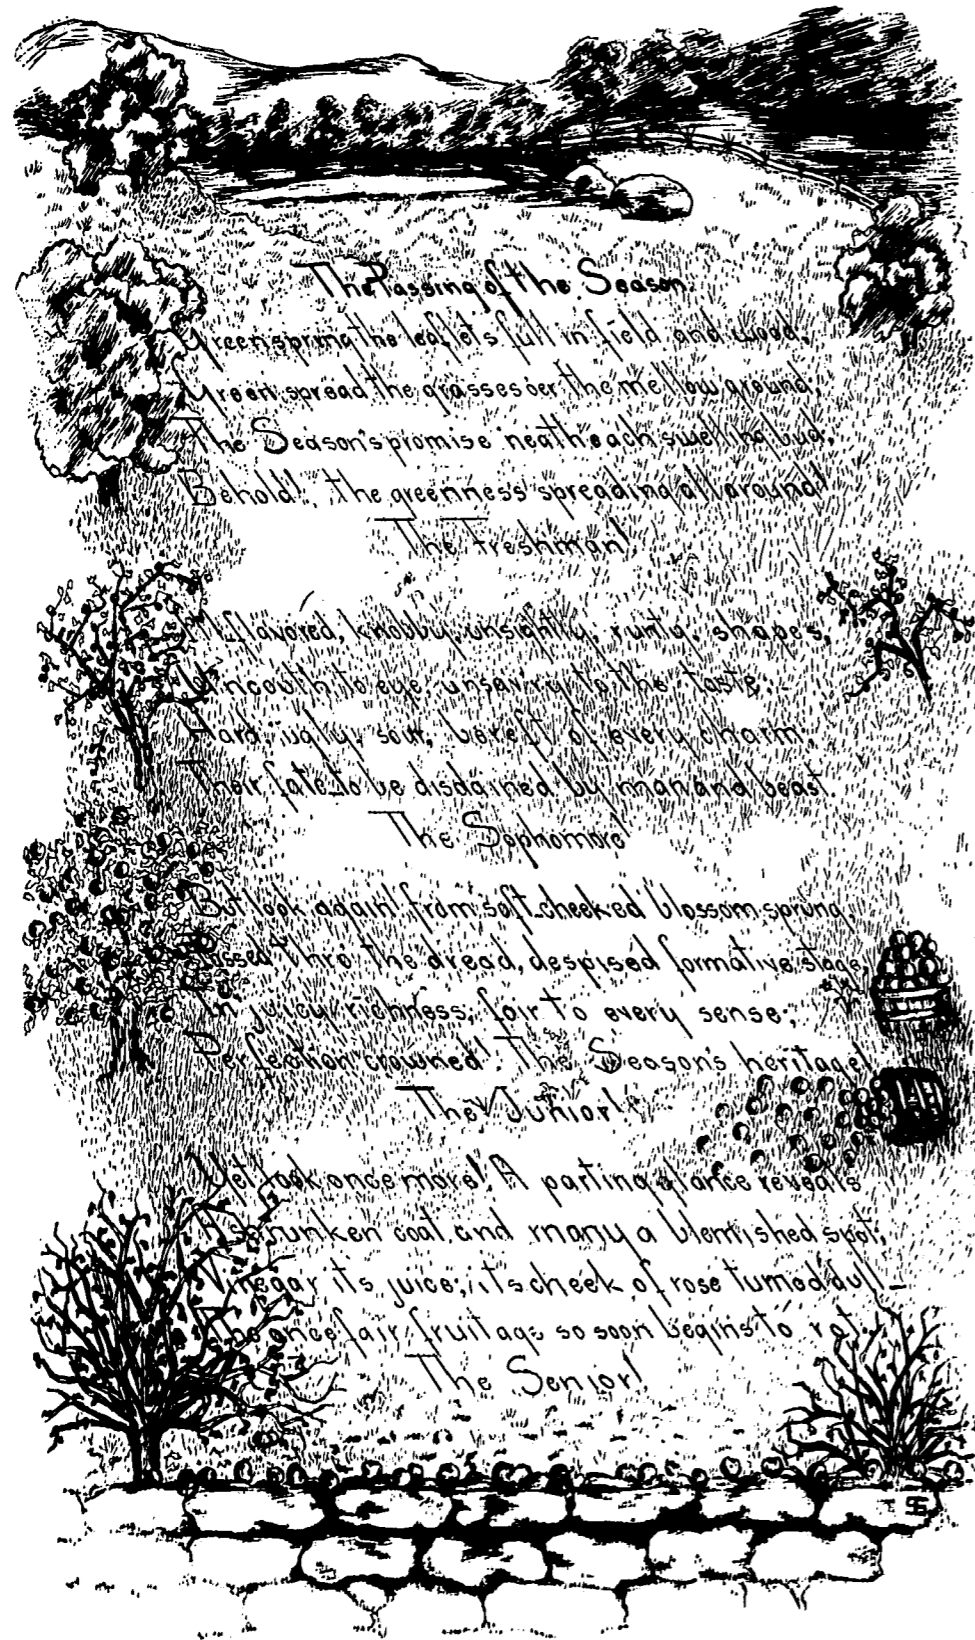 The Passing of the Season.
Green spring the leaflets full in field and wood,
Green spread the grasses o'er the mellow ground,
The Season's promise 'neath each swelling bud,
Behold! The greenness spreading all around!
The Freshman!
Ill-flavored, knobby, unsightly, runty, shapes,
Uncouth to eye, unsavory to the taste;
Hard, ugly, sour, bereft of every charm;
Their fate to be disdained by man and beast.
The Sophomore!
But look again! from soft-cheeked blossom sprung,
Passed thro' the dread, despised formative stage,
In juicy richness, fair to every sense;
Perfection crowned! The Season's heritage!
The Junior!
Yet look once more! A parting glance reveals
A shrunken coat, and many a blemished spot;
Vinegar its juice; its cheek of rose turned dull—
The once fair fruitage so soon begins to rot.
The Senior!